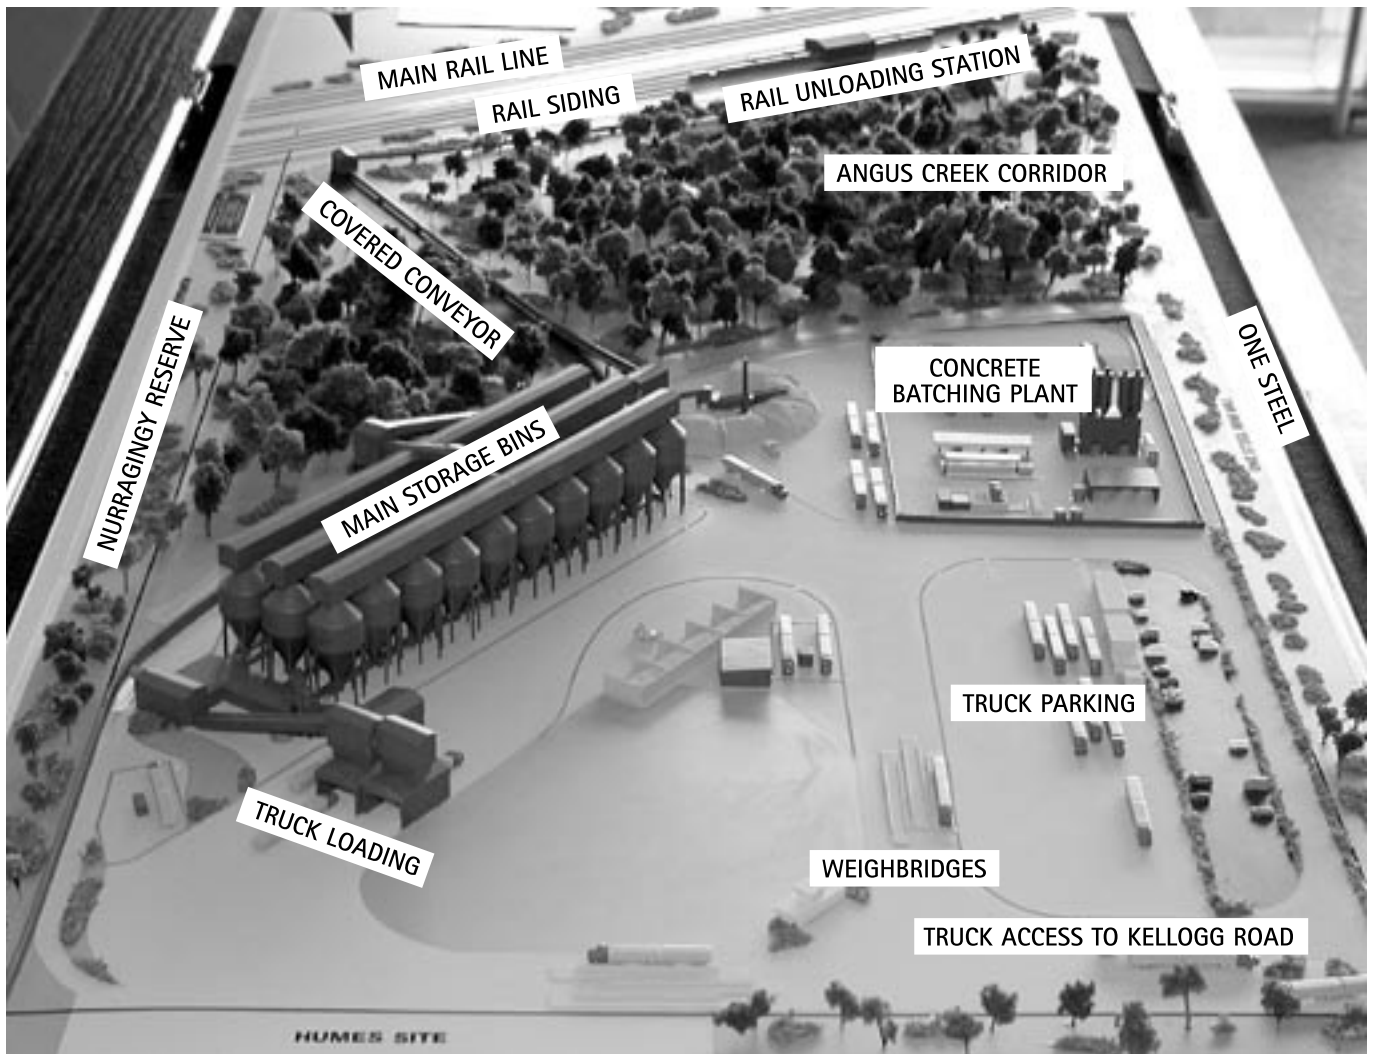 MAIN RAIL LINE
RAIL SIDING
RAIL UNLOADING STATION
ANGUS CREEK CORRIDOR
COVERED CONVEYOR
NURRAGINGY RESERVE
ONE STEEL
CONCRETE
BATCHING PLANT
MAIN STORAGE BINS
TRUCK PARKING
TRUCK LOADING
WEIGHBRIDGES
TRUCK ACCESS TO KELLOGG ROAD
HUMES SITE